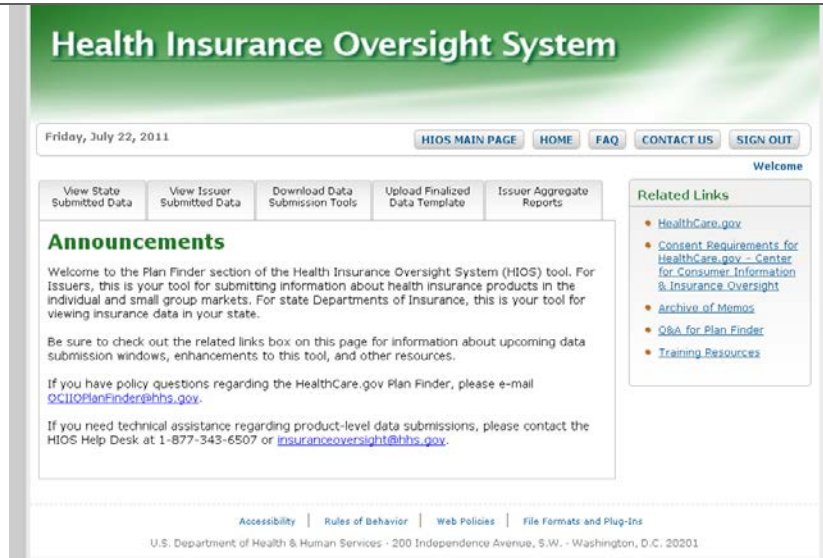 Health Insurance Oversight System
Friday, July 22, 2011
HIOS MAIN PAGE
HOME
FAQ
CONTACT US
SIGN OUT
Welcome
View State
Submitted Data
View Issuer
Submitted Data
Download Data
Submission Tools
Upload Finalized
Data Template
Issuer Aggregate
Reports
Announcements
Welcome to the Plan Finder section of the Health Insurance Oversight System (HIOS) tool. For
Issuers, this is your tool for submitting information about health insurance products in the
individual and small group markets. For state Departments of Insurance, this is your tool for
viewing insurance data in your state.
Be sure to check out the related links box on this page for information about upcoming data
submission windows, enhancements to this tool, and other resources.
If you have policy questions regarding the HealthCare.gov Plan Finder, please e-mail
OCIIOPlanFinder@hhs.gov.
If you need technical assistance regarding product-level data submissions, please contact the
HIOS Help Desk at 1-877-343-6507 or insuranceoversight@hhs.gov.
Related Links
HealthCare.gov
Consent Requirements for
HealthCare.gov - Center
for Consumer Information
& Insurance Oversight
Archive of Memos
Q&A for Plan Finder
Training Resources
Accessibility | Rules of Behavior | Web Policies | File Formats and Plug-Ins
U.S. Department of Health & Human Services - 200 Independence Avenue, S.W. - Washington, D.C. 20201